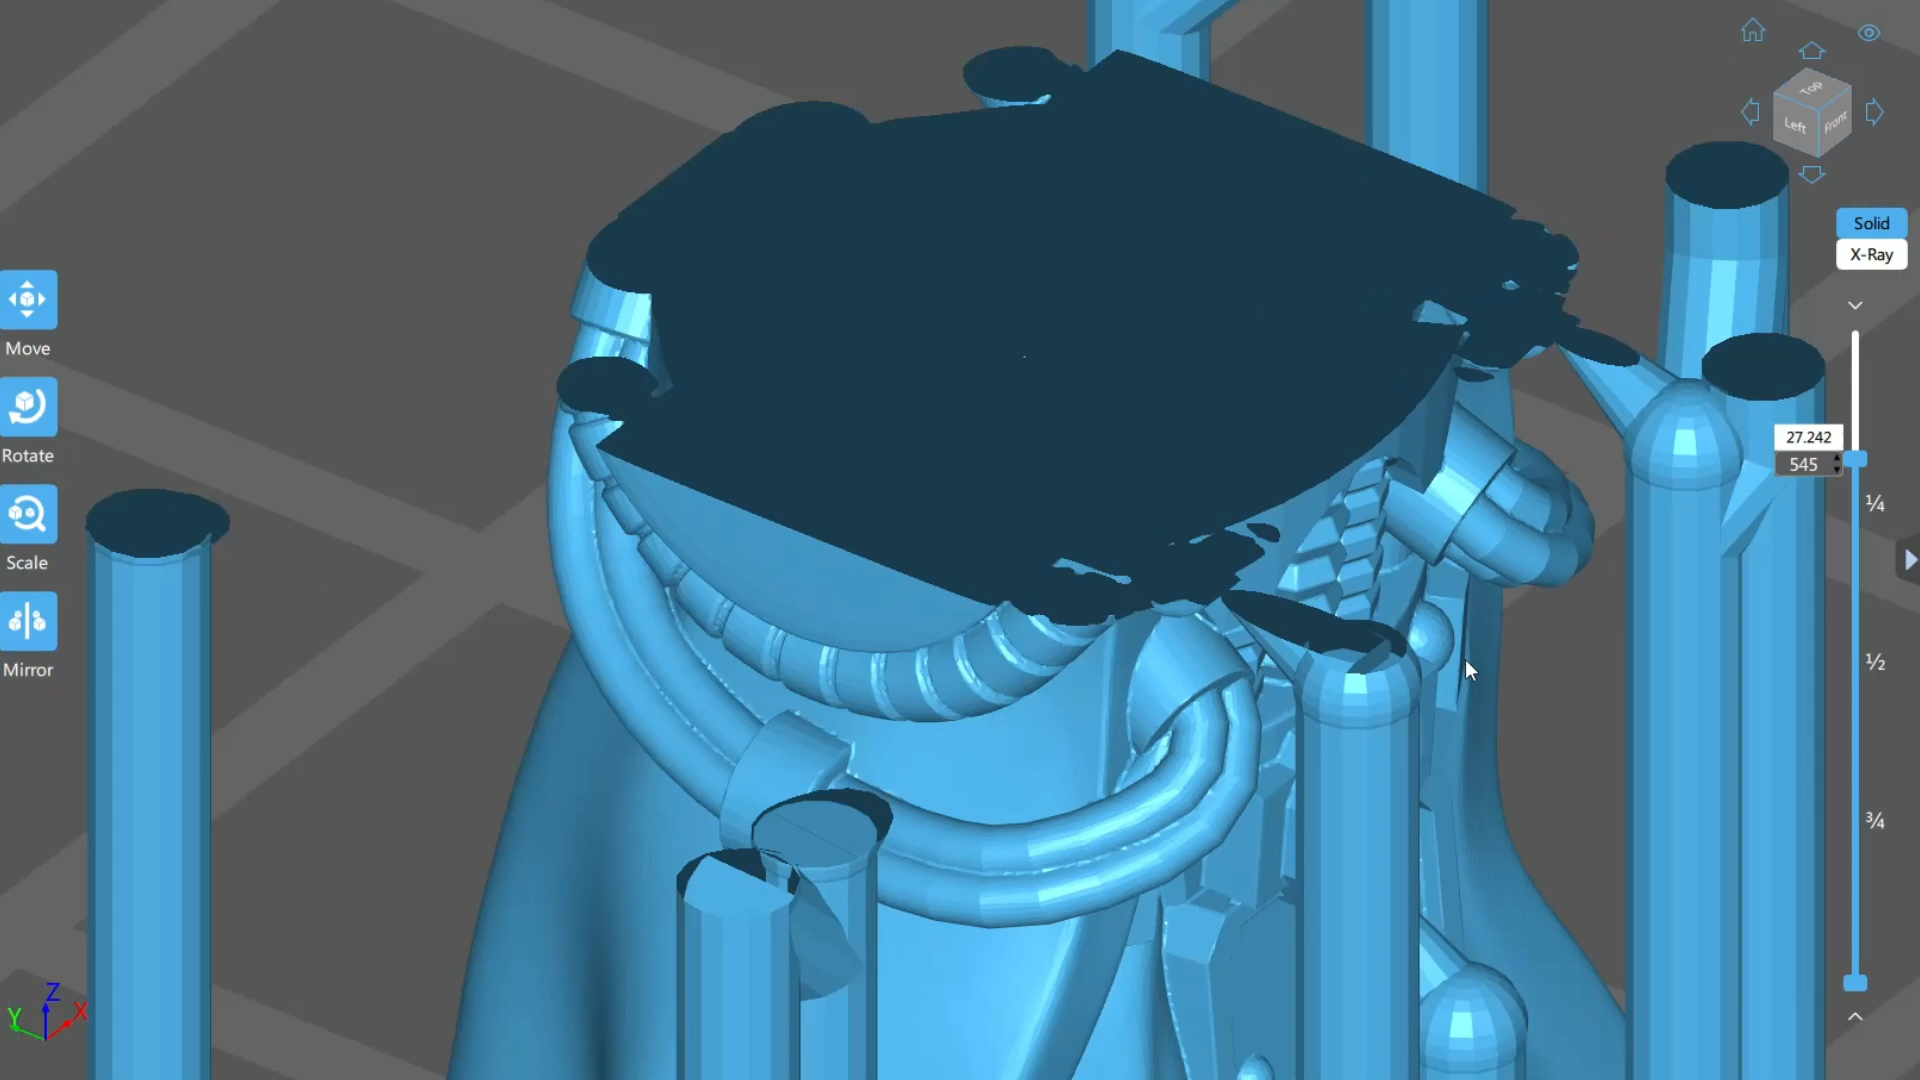 Top
Left
Front
Solid
X-Ray
Move
27.242
Rotate
545
¼
Scale
½
Mirror
¾
Z
X
Y